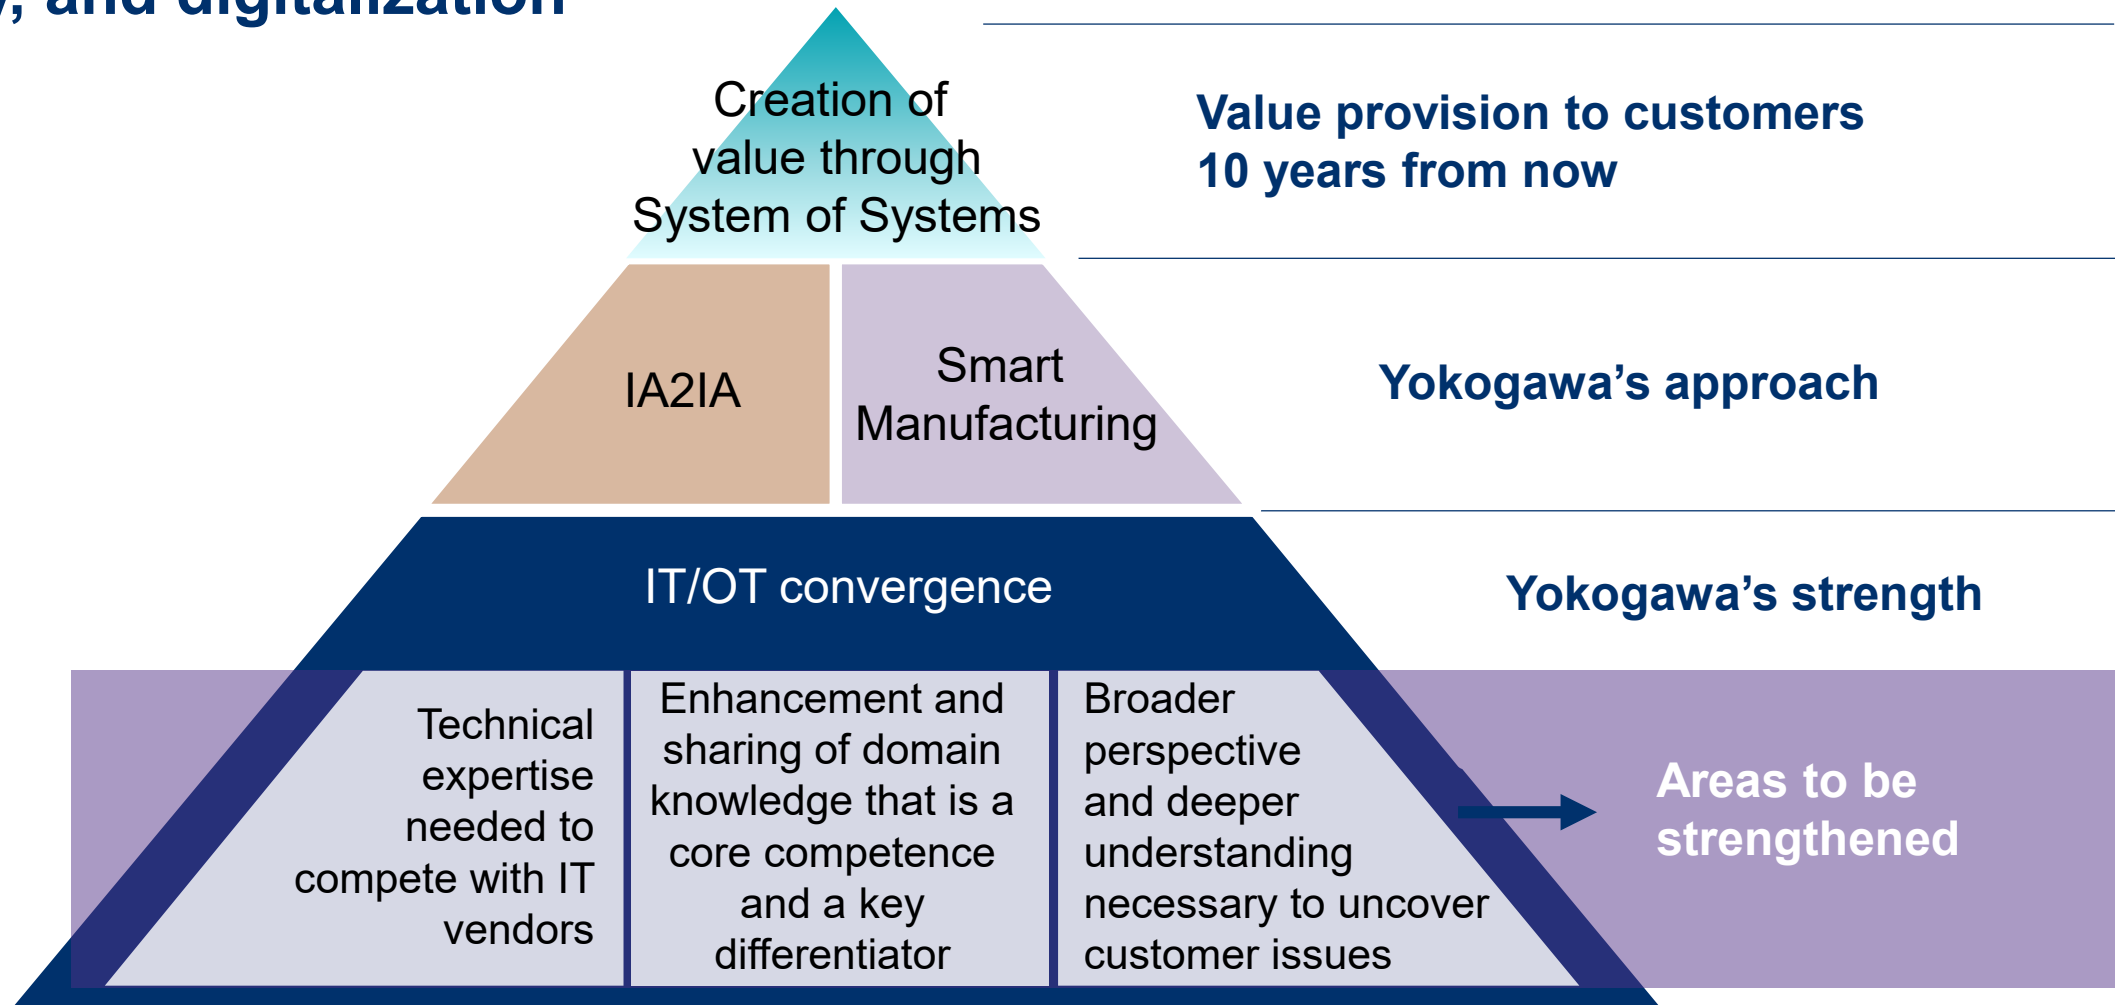 , and digitalization
Creation of
value through
System of Systems
Value provision to customers
10 years from now
IA2IA
Smart
Manufacturing
Yokogawa’s approach
IT/OT convergence
Yokogawa’s strength
Technical
expertise
needed to
compete with IT
vendors
Enhancement and
sharing of domain
knowledge that is a
core competence
and a key
differentiator
Broader
perspective
and deeper
understanding
necessary to uncover
customer issues
Areas to be
strengthened